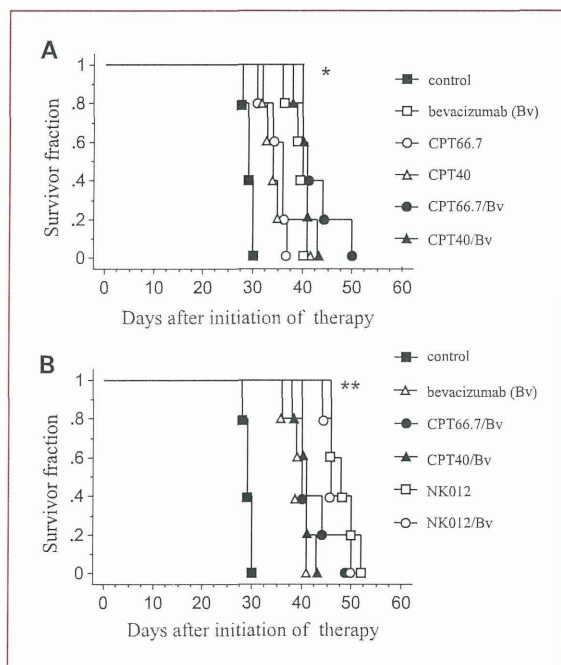 A
*
1
.8
.6
.4
.2
0
Survivor fraction
0 10 20 30 40 50 60
Days after initiation of therapy
control
bevacizumab (Bv)
CPT66.7
CPT40
CPT66.7/Bv
CPT40/Bv
B
**
1
.8
.6
.4
.2
0
Survivor fraction
0 10 20 30 40 50 60
Days after initiation of therapy
control
bevacizumab (Bv)
CPT66.7/Bv
CPT40/Bv
NK012
NK012/Bv